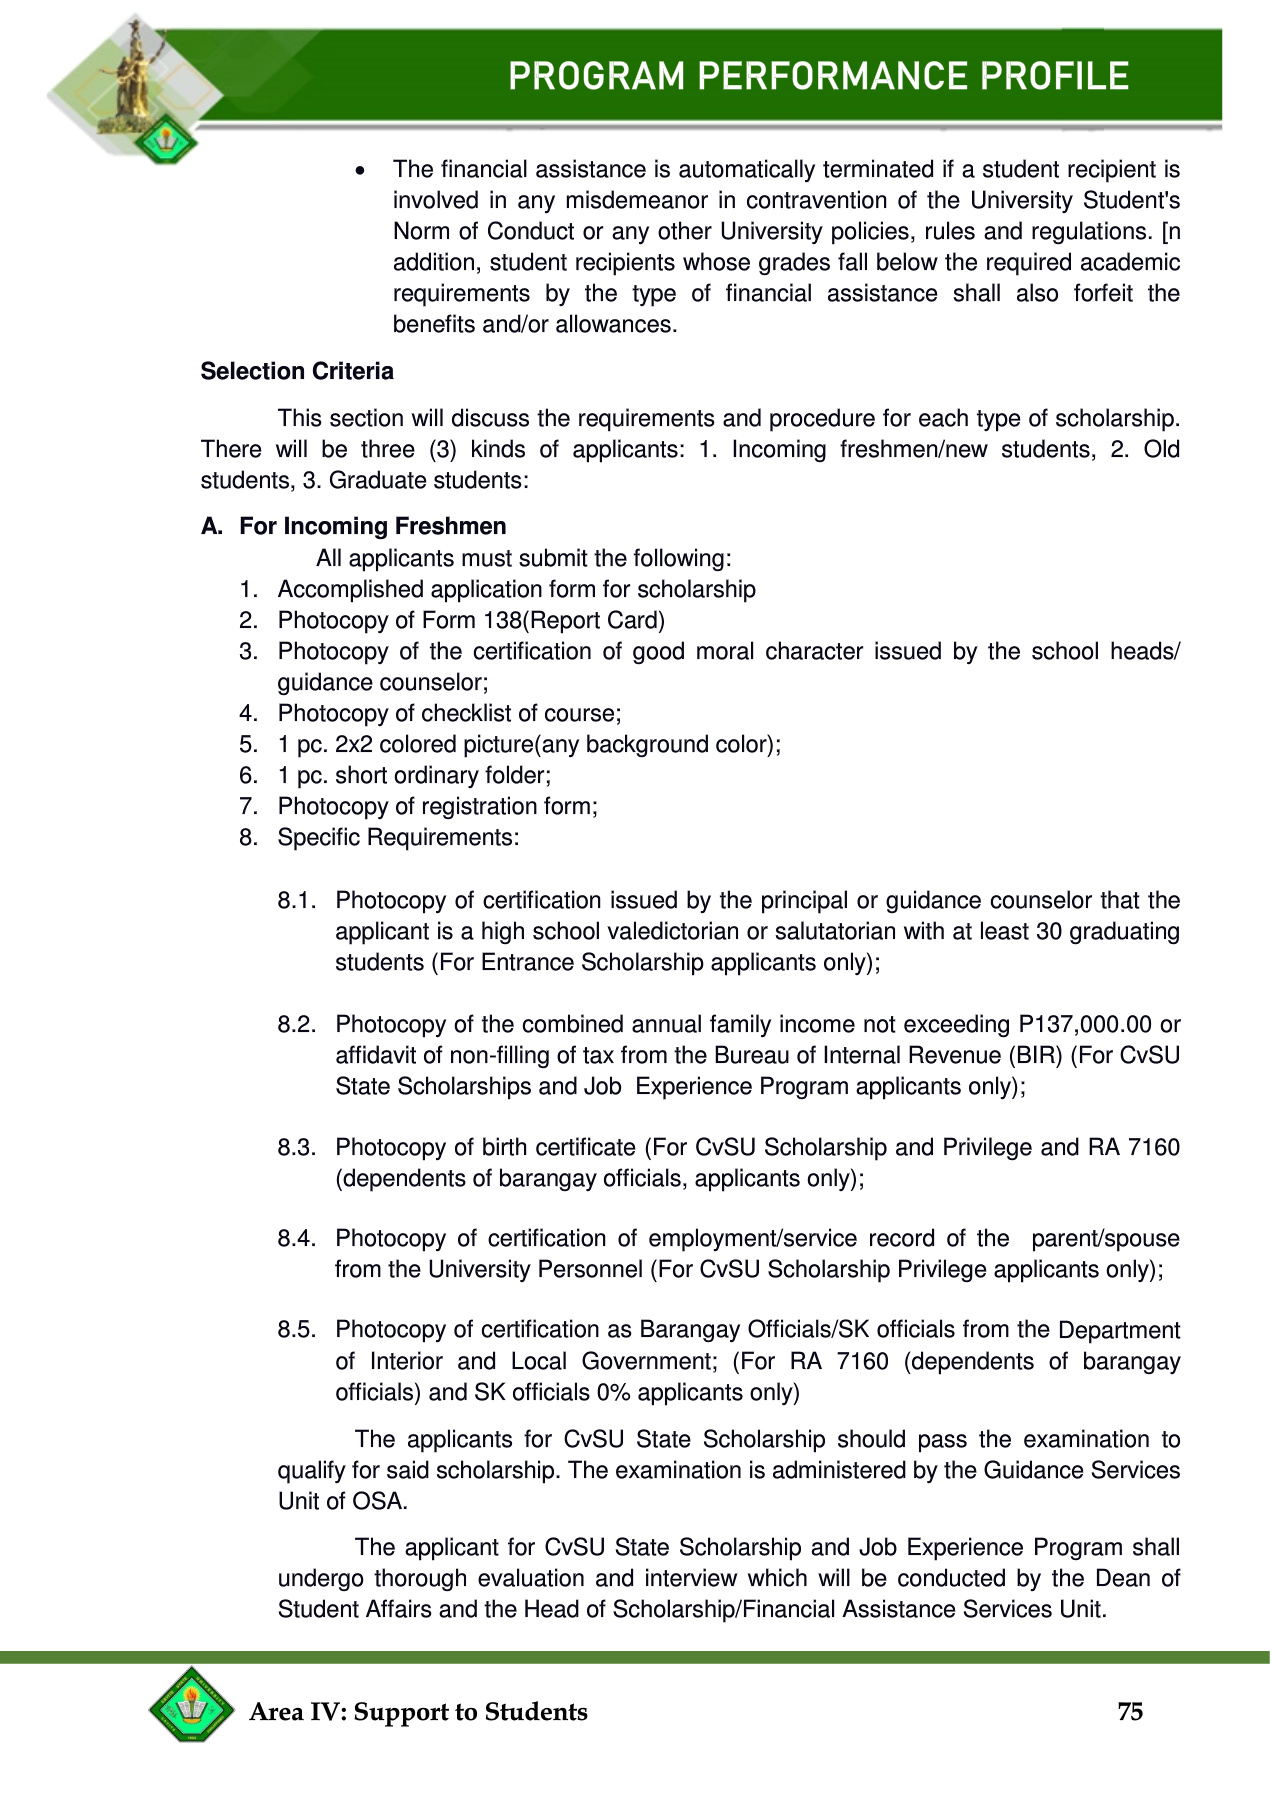 PROGRAM PERFORMANCE PROFILE
• The financial assistance is automatically terminated if a student recipient is
involved in any misdemeanor in contravention of the University Student's
Norm of Conduct or any other University policies, rules and regulations. [n
addition, student recipients whose grades fall below the required academic
requirements by the type of financial assistance shall also forfeit the
benefits and/or allowances.
Selection Criteria
This section will discuss the requirements and procedure for each type of scholarship.
There will be three (3) kinds of applicants: 1. Incoming freshmen/new students, 2. Old
students, 3. Graduate students:
A. For Incoming Freshmen
All applicants must submit the following:
1. Accomplished application form for scholarship
2. Photocopy of Form 138(Report Card)
3. Photocopy of the certification of good moral character issued by the school heads/
guidance counselor;
4. Photocopy of checklist of course;
5. 1 pc. 2x2 colored picture(any background color);
6. 1 pc. short ordinary folder;
7. Photocopy of registration form;
8. Specific Requirements:
8.1. Photocopy of certification issued by the principal or guidance counselor that the
applicant is a high school valedictorian or salutatorian with at least 30 graduating
students (For Entrance Scholarship applicants only);
8.2. Photocopy of the combined annual family income not exceeding P137,000.00 or
affidavit of non-filling of tax from the Bureau of Internal Revenue (BIR) (For CvSU
State Scholarships and Job Experience Program applicants only);
8.3. Photocopy of birth certificate (For CvSU Scholarship and Privilege and RA 7160
(dependents of barangay officials, applicants only);
8.4. Photocopy of certification of employment/service record of the parent/spouse
from the University Personnel (For CvSU Scholarship Privilege applicants only);
8.5. Photocopy of certification as Barangay Officials/SK officials from the Department
of Interior and Local Government; (For RA 7160 (dependents of barangay
officials) and SK officials 0% applicants only)
The applicants for CvSU State Scholarship should pass the examination to
qualify for said scholarship. The examination is administered by the Guidance Services
Unit of OSA.
The applicant for CvSU State Scholarship and Job Experience Program shall
undergo thorough evaluation and interview which will be conducted by the Dean of
Student Affairs and the Head of Scholarship/Financial Assistance Services Unit.
Area IV: Support to Students 75